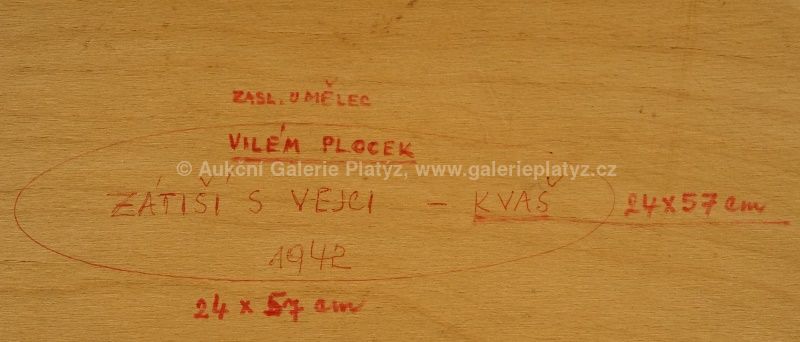 ZASL. UMĚLEC
VILÉM PLOCEK
© Aukční Galerie Platýz, www.galerieplatyz.cz
ZÁTIŠÍ S VEJCI – KVAŠ 24x57 cm
1942
24 x 57 cm